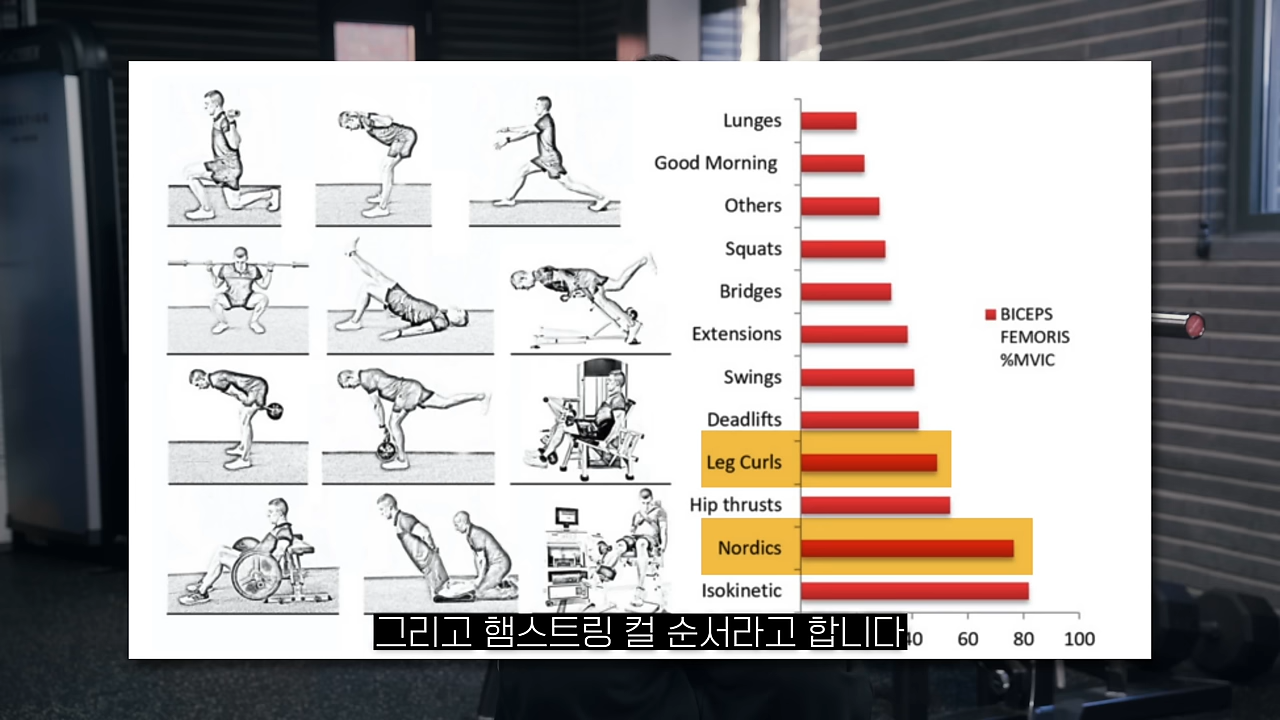 Lunges
Good Morning
Others
Squats
Bridges
Extensions
Swings
Deadlifts
Leg Curls
Hip thrusts
Nordics
Isokinetic
BICEPS
FEMORIS
%MVIC
40 60 80 100
그리고 햄스트링 컬 순서라고 합니다